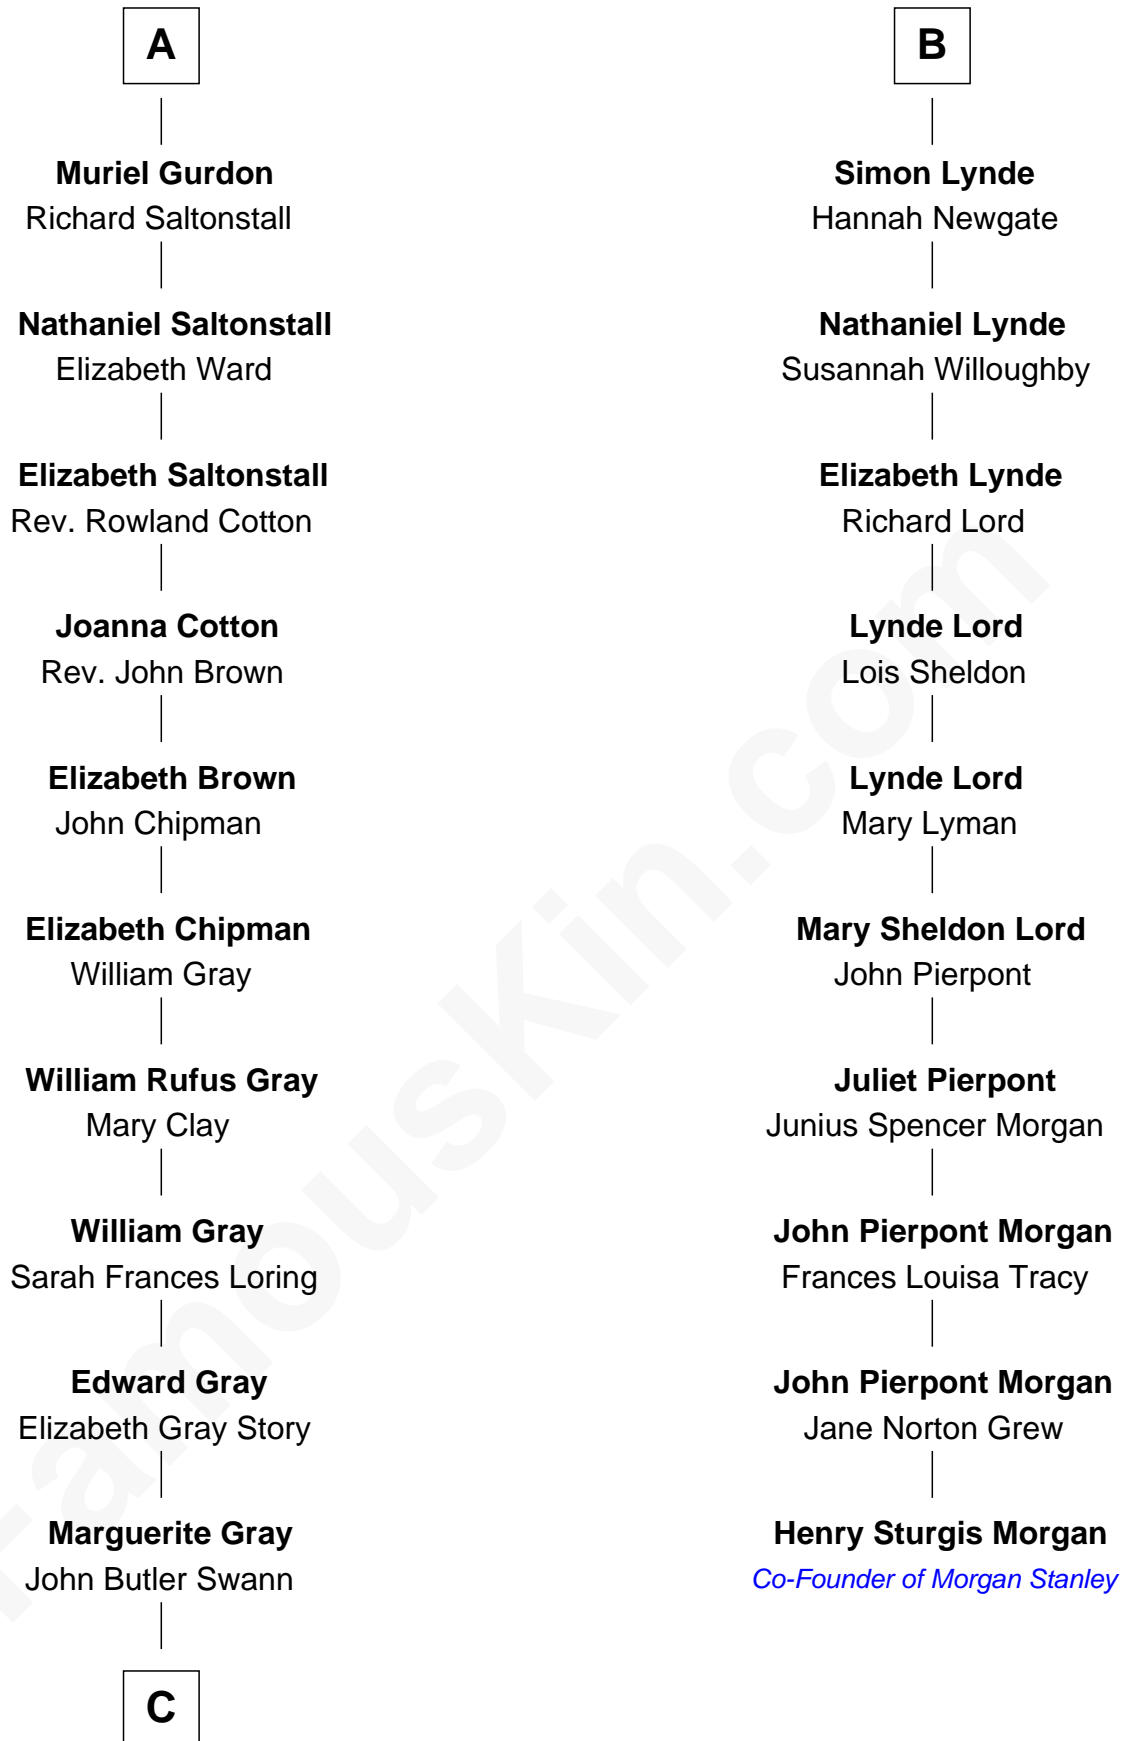 A
Muriel Gurdon
Richard Saltonstall
Nathaniel Saltonstall
Elizabeth Ward
Elizabeth Saltonstall
Rev. Rowland Cotton
Joanna Cotton
Rev. John Brown
Elizabeth Brown
John Chipman
Elizabeth Chipman
William Gray
William Rufus Gray
Mary Clay
William Gray
Sarah Frances Loring
Edward Gray
Elizabeth Gray Story
Marguerite Gray
John Butler Swann
C
B
Simon Lynde
Hannah Newgate
Nathaniel Lynde
Susannah Willoughby
Elizabeth Lynde
Richard Lord
Lynde Lord
Lois Sheldon
Lynde Lord
Mary Lyman
Mary Sheldon Lord
John Pierpont
Juliet Pierpont
Junius Spencer Morgan
John Pierpont Morgan
Frances Louisa Tracy
John Pierpont Morgan
Jane Norton Grew
Henry Sturgis Morgan
Co-Founder of Morgan Stanley
FamousKin.com